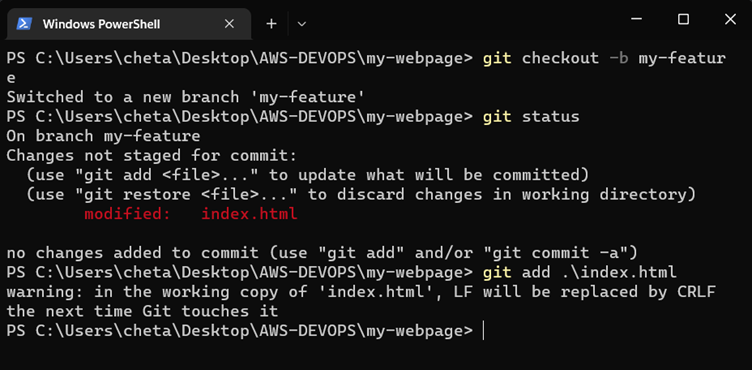 Windows PowerShell
PS C:\Users\cheta\Desktop\AWS-DEVOPS\my-webpage> git checkout -b my-featur
e
Switched to a new branch 'my-feature'
PS C:\Users\cheta\Desktop\AWS-DEVOPS\my-webpage> git status
On branch my-feature
Changes not staged for commit:
  (use "git add <file>..." to update what will be committed)
  (use "git restore <file>..." to discard changes in working directory)
        modified:   index.html

no changes added to commit (use "git add" and/or "git commit -a")
PS C:\Users\cheta\Desktop\AWS-DEVOPS\my-webpage> git add .\index.html
warning: in the working copy of 'index.html', LF will be replaced by CRLF
the next time Git touches it
PS C:\Users\cheta\Desktop\AWS-DEVOPS\my-webpage>